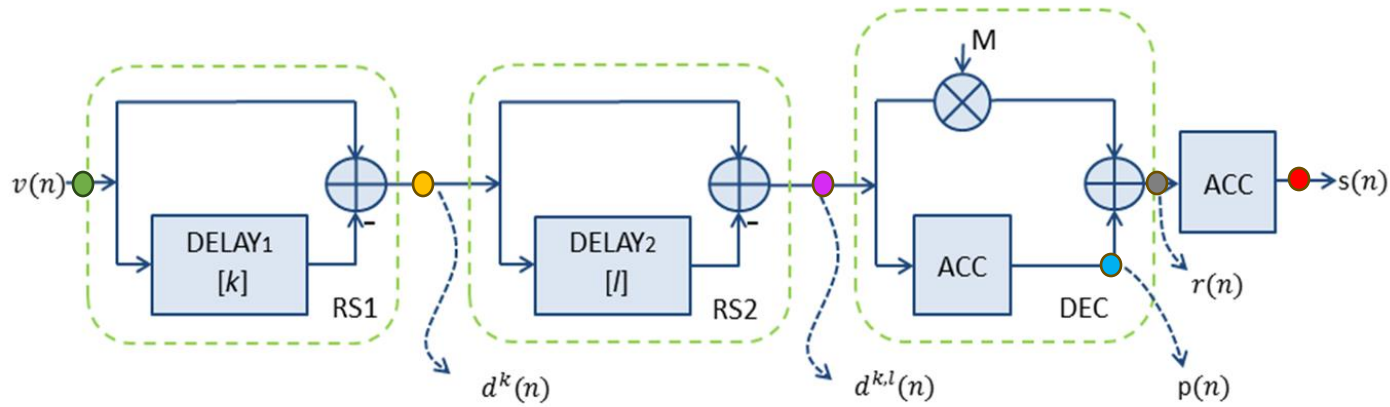 v(n)
DELAY1
[k]
-
RS1
d^k(n)
DELAY2
[l]
-
RS2
d^{k,l}(n)
M
ACC
DEC
p(n)
r(n)
ACC
s(n)